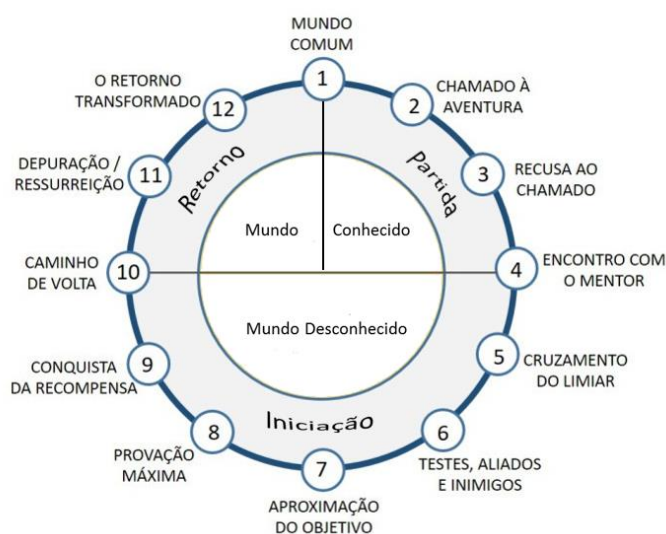 MUNDO
COMUM
1
CHAMADO À
AVENTURA
2
RECUSA AO
CHAMADO
3
ENCONTRO COM
O MENTOR
4
CRUZAMENTO
DO LIMIAR
5
TESTES, ALIADOS
E INIMIGOS
6
APROXIMAÇÃO
DO OBJETIVO
7
PROVAÇÃO
MÁXIMA
8
CONQUISTA
DA RECOMPENSA
9
CAMINHO
DE VOLTA
10
DEPURAÇÃO /
RESSURREIÇÃO
11
O RETORNO
TRANSFORMADO
12
Partida
Iniciação
Retorno
Mundo Conhecido
Mundo Desconhecido